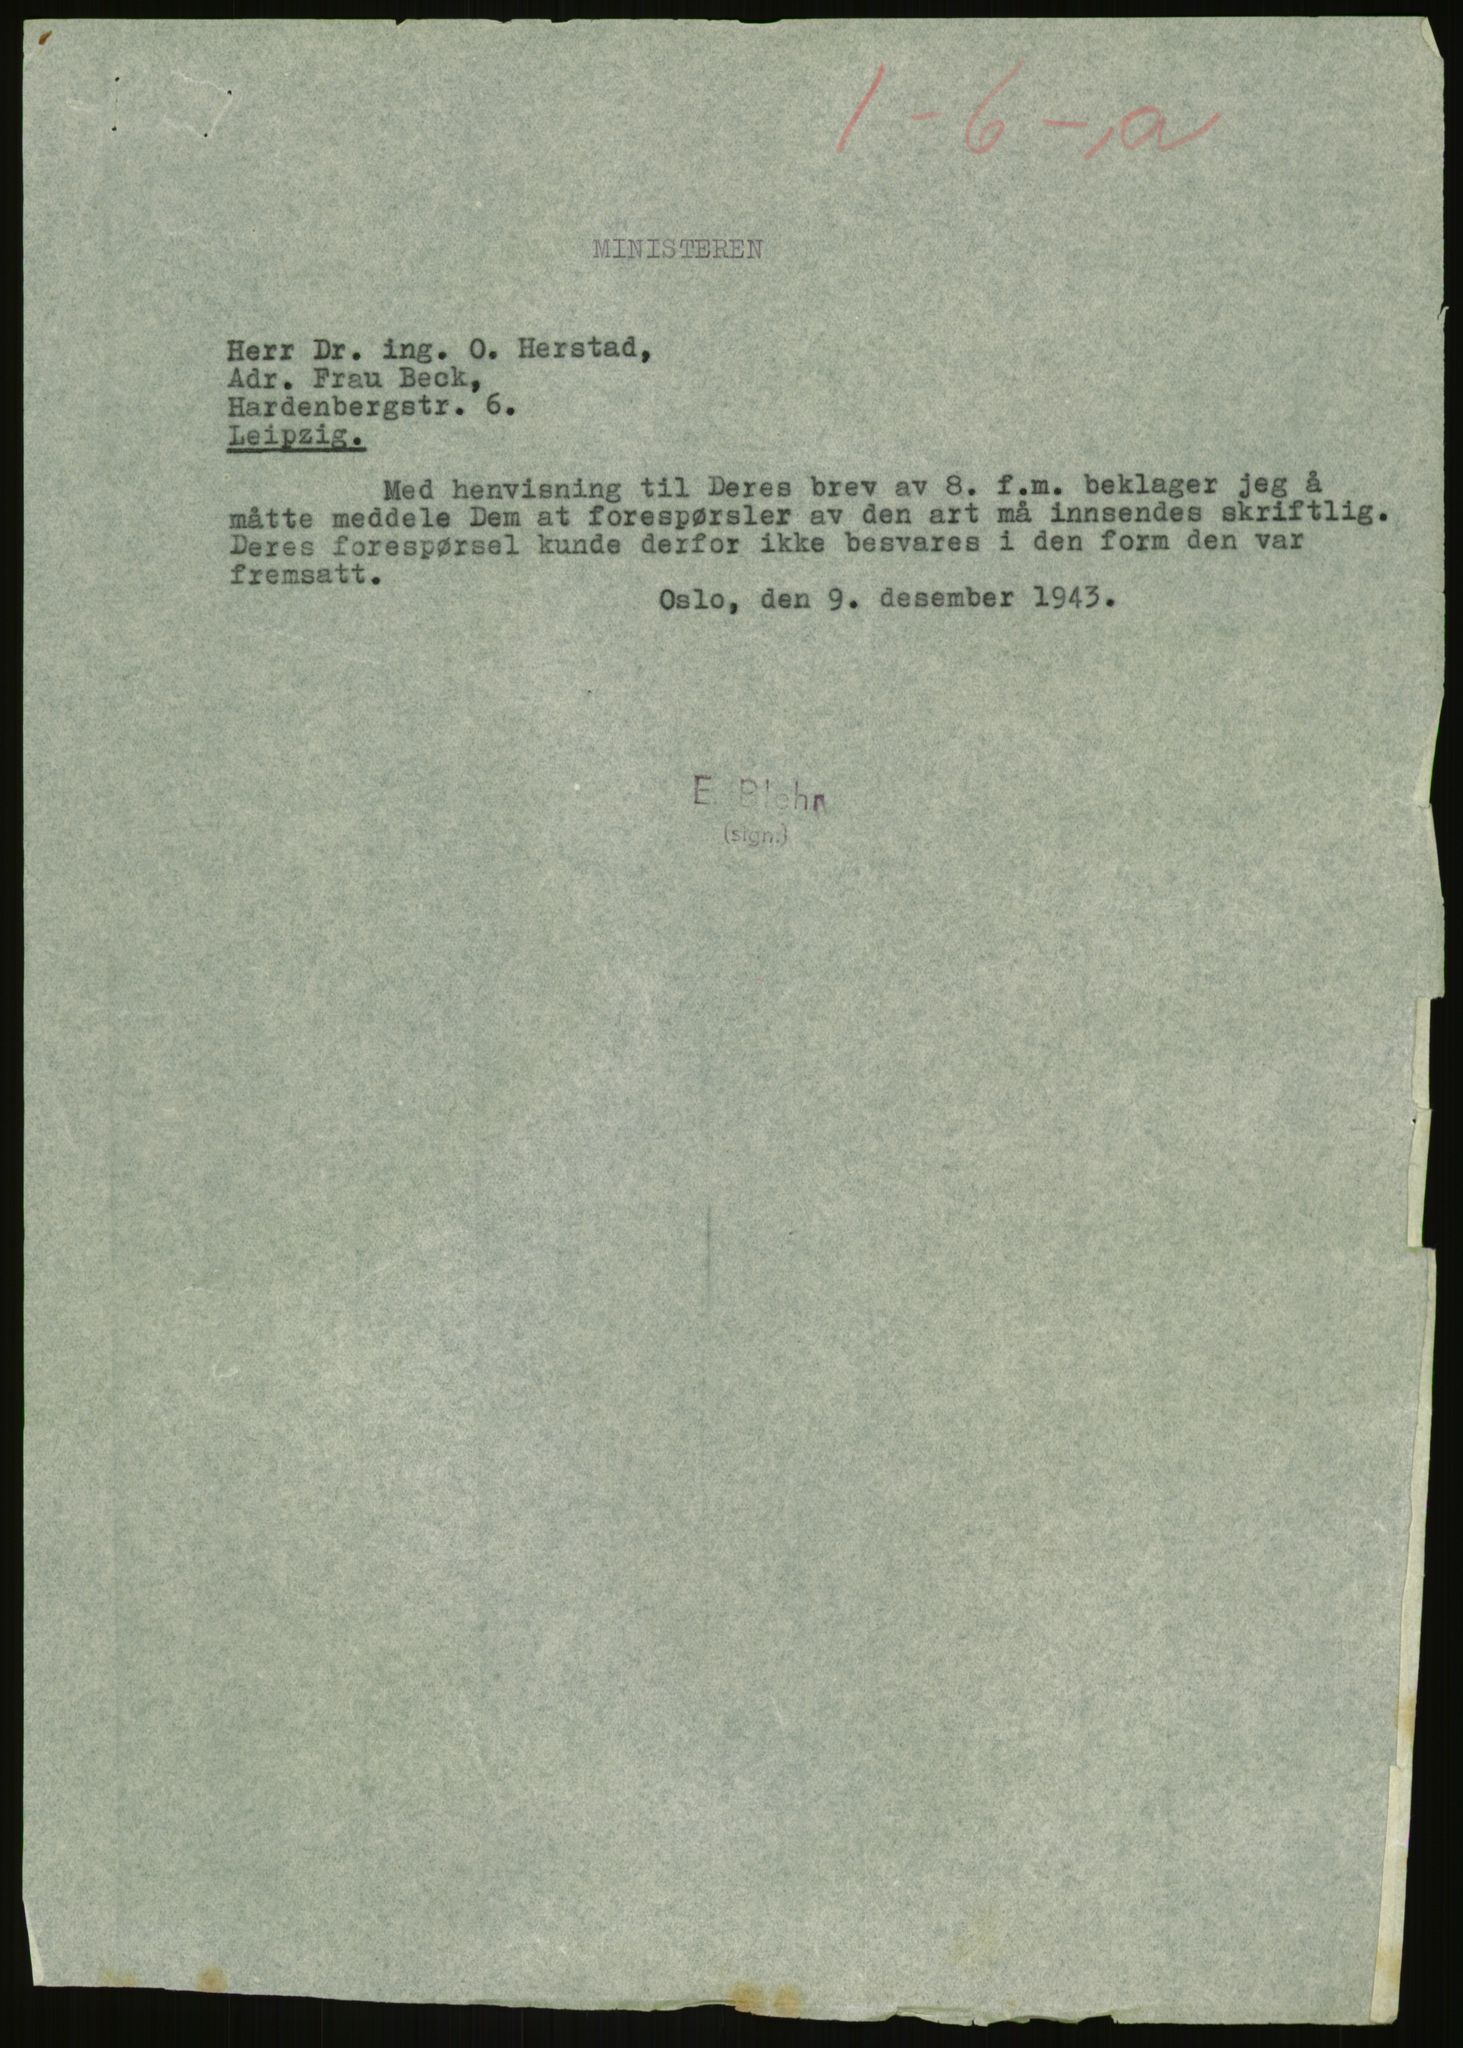 1-6-a
MINISTEREN
Herr Dr. ing. O. Herstad,
Adr. Frau Beck,
Hardenbergstr. 6.
Leipzig.
Med henvisning til Deres brev av 8. f.m. beklager jeg å
måtte meddele Dem at forespørsler av den art må innsendes skriftlig.
Deres forespørsel kunde derfor ikke besvares i den form den var
fremsatt.
Oslo, den 9. desember 1943.
E. Blehr
(sign.)